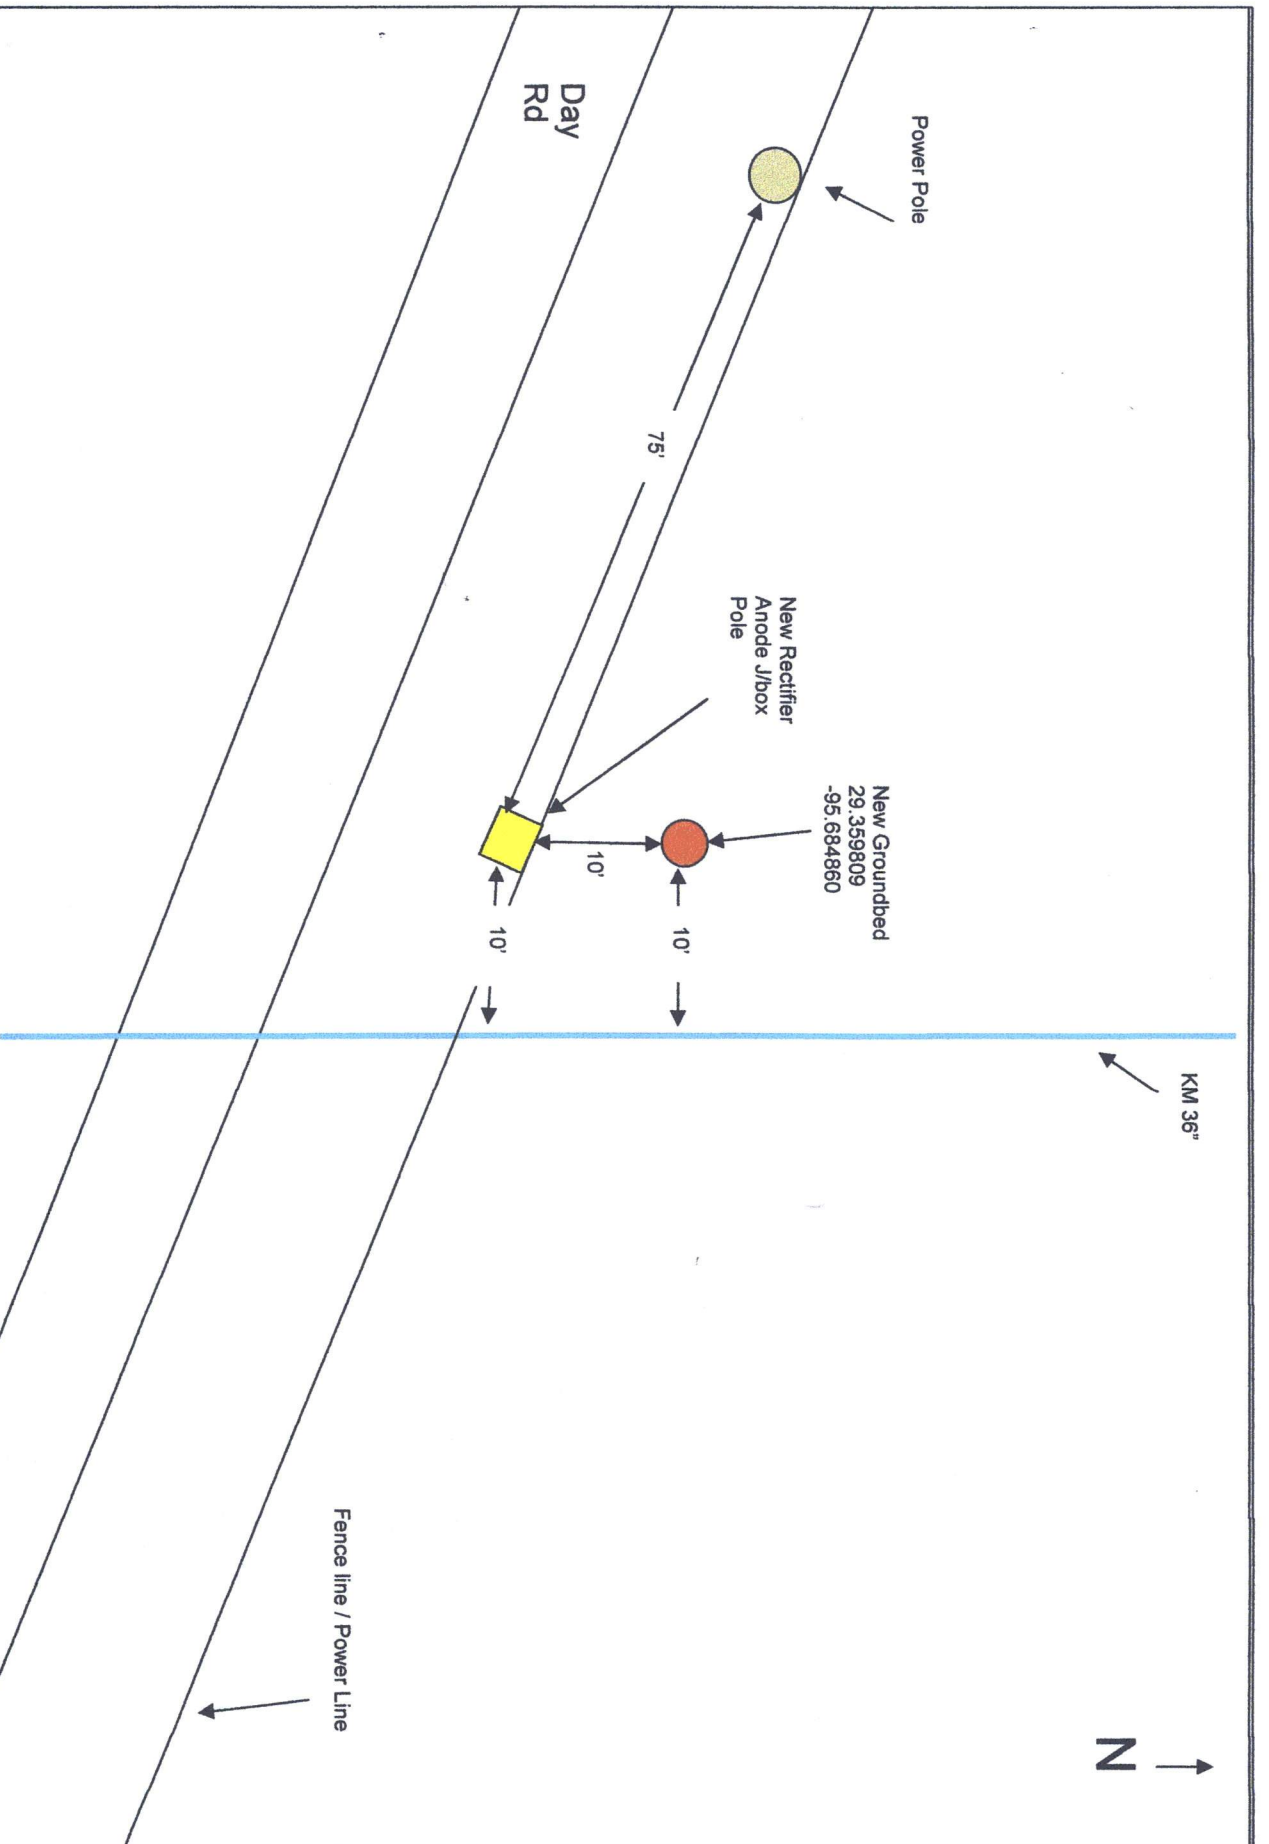 N
KM 36"
Power Pole
New Groundbed
29.359809
-95.684860
New Rectifier
Anode J/box
Pole
10'
10'
10'
75'
Day
Rd
Fence line / Power Line